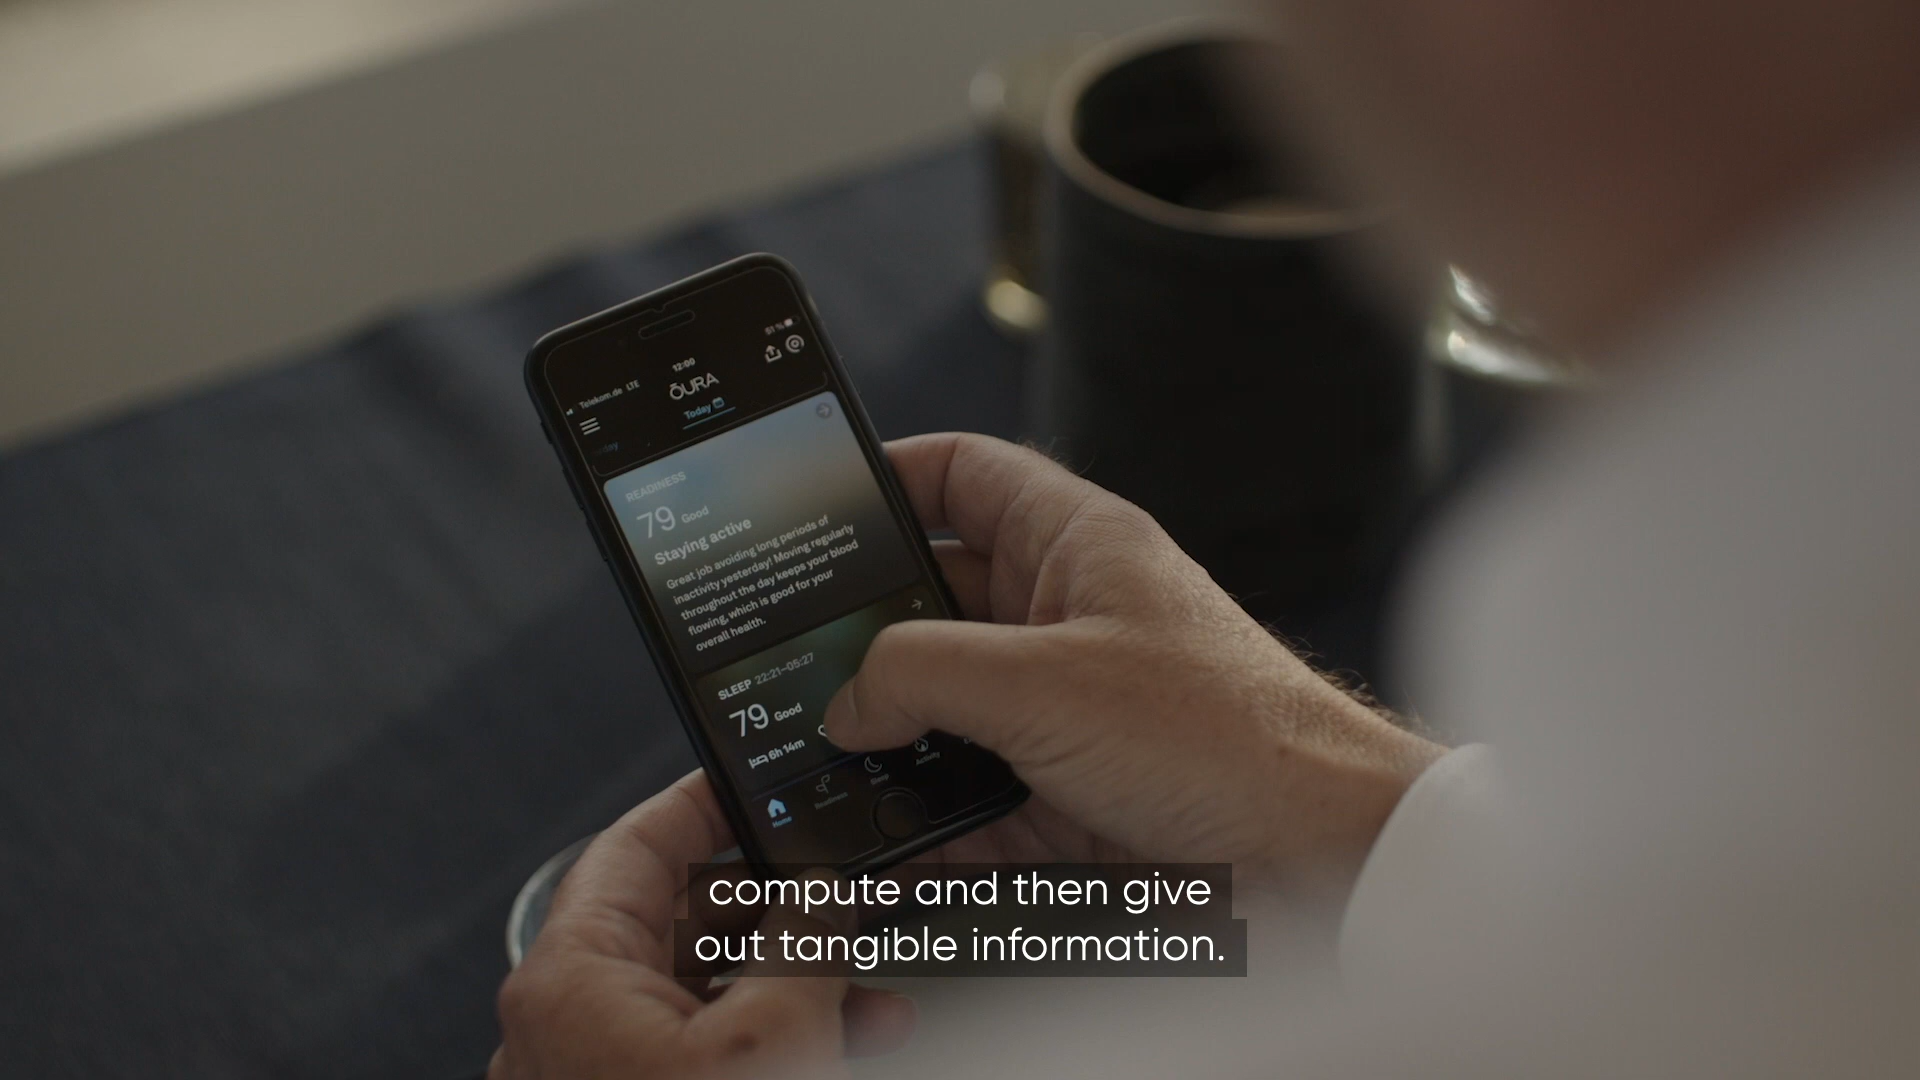 Telekom.de LTE
12:00
51 %
ŌURA
Today
READINESS
79 Good
Staying active
Great job avoiding long periods of
inactivity yesterday! Moving regularly
throughout the day keeps your blood
flowing, which is good for your
overall health.
SLEEP 22:21–05:27
79 Good
6h 14m
Home
Readiness
Sleep
Activity
compute and then give
out tangible information.